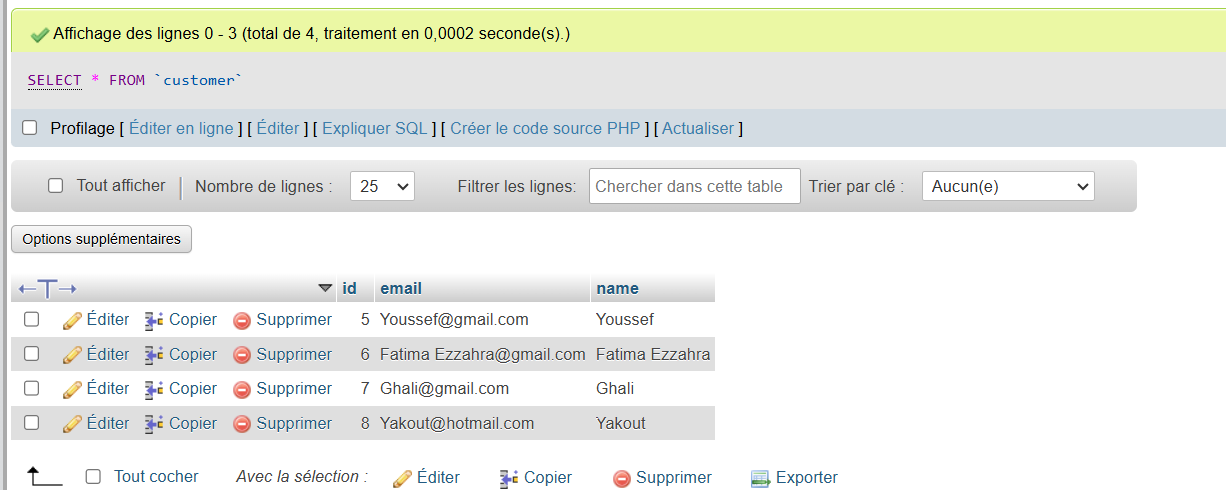 Affichage des lignes 0 - 3 (total de 4, traitement en 0,0002 seconde(s).)
SELECT * FROM `customer`
Profilage [ Éditer en ligne ] [ Éditer ] [ Expliquer SQL ] [ Créer le code source PHP ] [ Actualiser ]
Tout afficher | Nombre de lignes : 25 Filtrer les lignes: Chercher dans cette table Trier par clé : Aucun(e)
Options supplémentaires
←T→ id email name
Éditer Copier Supprimer 5 Youssef@gmail.com Youssef
Éditer Copier Supprimer 6 Fatima Ezzahra@gmail.com Fatima Ezzahra
Éditer Copier Supprimer 7 Ghali@gmail.com Ghali
Éditer Copier Supprimer 8 Yakout@hotmail.com Yakout
Tout cocher Avec la sélection : Éditer Copier Supprimer Exporter